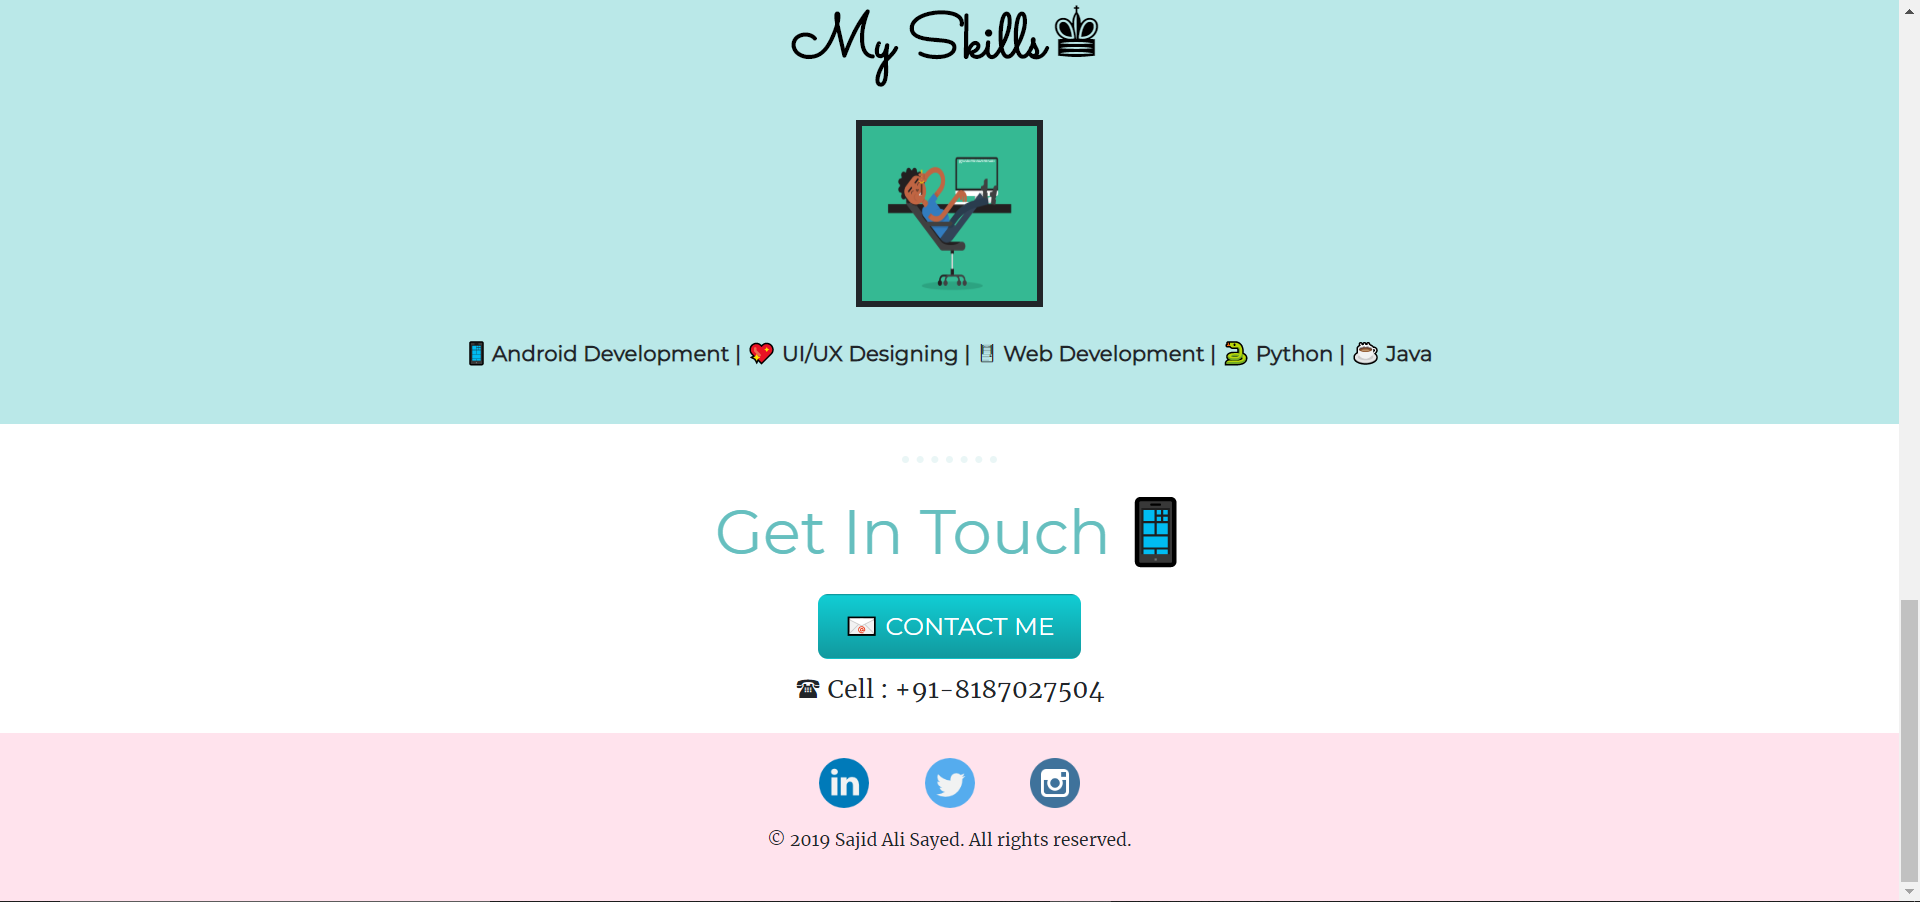 My Skills ♚
📱 Android Development | 💖 UI/UX Designing | 🖥 Web Development | 🐍 Python | ☕ Java
Get In Touch 📱
📧 CONTACT ME
☎ Cell : +91-8187027504
in
© 2019 Sajid Ali Sayed. All rights reserved.